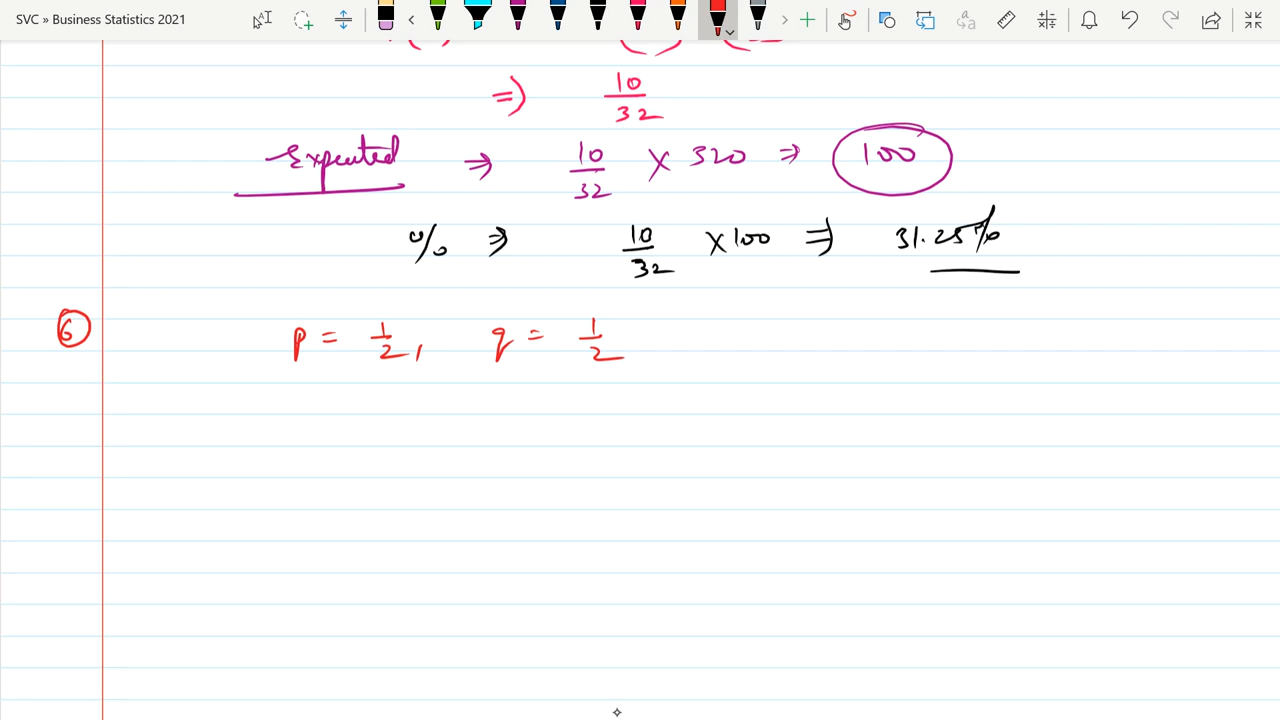 SVC » Business Statistics 2021
⇒ 10/32
Expected ⇒ 10/32 × 320 ⇒ 100
% ⇒ 10/32 × 100 ⇒ 31.25%
6 p = 1/2, q = 1/2